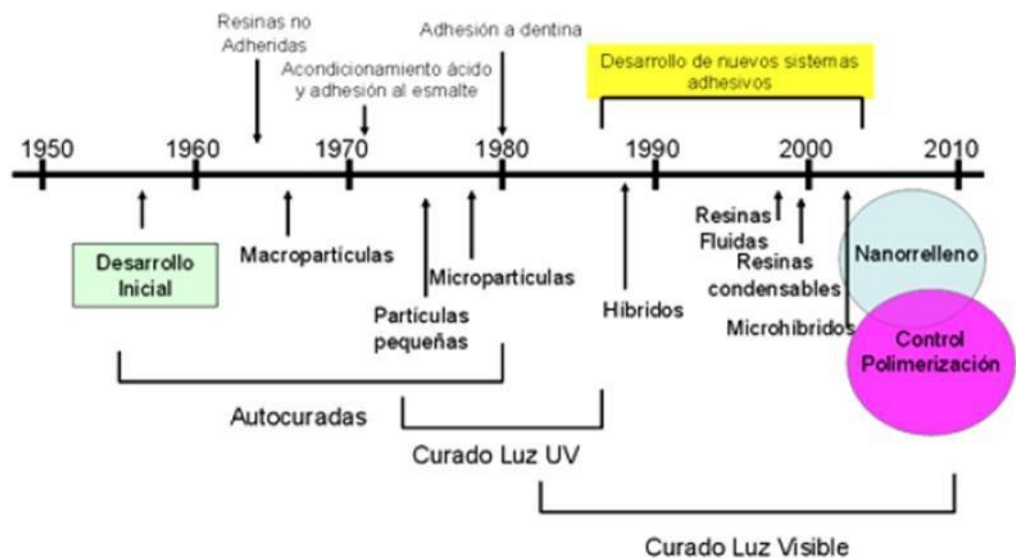 Resinas no
Adheridas
Acondicionamiento ácido
y adhesión al esmalte
Adhesión a dentina
Desarrollo de nuevos sistemas
adhesivos
1950 1960 1970 1980 1990 2000 2010
Desarrollo
Inicial
Macropartículas
Partículas
pequeñas
Micropartículas
Híbridos
Resinas
Fluidas
Resinas
condensables
Microhíbridos
Nanorrelleno
Control
Polimerización
Autocuradas
Curado Luz UV
Curado Luz Visible